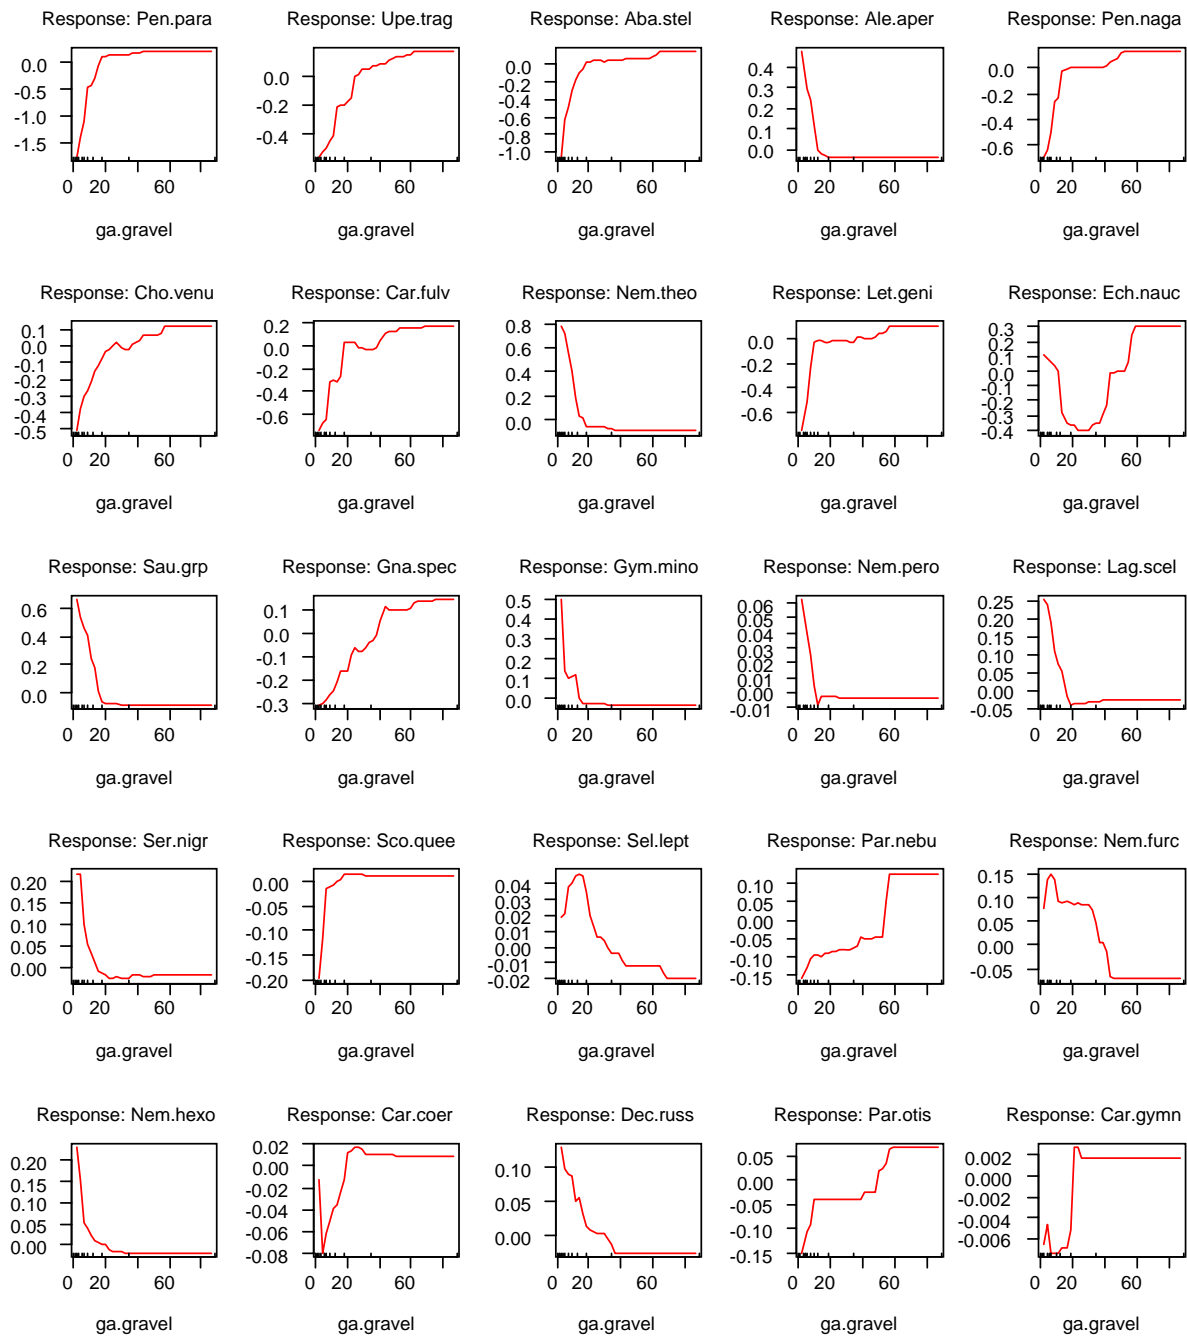 Response: Pen.para
Response: Upe.trag
Response: Aba.stel
Response: Ale.aper
Response: Pen.naga
0.0
-0.5
-1.0
-1.5
0.0
-0.2
-0.4
0.0
-0.2
-0.4
-0.6
-0.8
-1.0
0.4
0.3
0.2
0.1
0.0
0.0
-0.2
-0.4
-0.6
0 20 60
0 20 60
0 20 60
0 20 60
0 20 60
ga.gravel
ga.gravel
ga.gravel
ga.gravel
ga.gravel
Response: Cho.venu
Response: Car.fulv
Response: Nem.theo
Response: Let.geni
Response: Ech.nauc
0.1
0.0
-0.1
-0.2
-0.3
-0.4
-0.5
0.2
0.0
-0.2
-0.4
-0.6
0.8
0.6
0.4
0.2
0.0
0.0
-0.2
-0.4
-0.6
0.3
0.2
0.1
0.0
-0.1
-0.2
-0.3
-0.4
0 20 60
0 20 60
0 20 60
0 20 60
0 20 60
ga.gravel
ga.gravel
ga.gravel
ga.gravel
ga.gravel
Response: Sau.grp
Response: Gna.spec
Response: Gym.mino
Response: Nem.pero
Response: Lag.scel
0.6
0.4
0.2
0.0
0.1
0.0
-0.1
-0.2
-0.3
0.5
0.4
0.3
0.2
0.1
0.0
0.06
0.05
0.04
0.03
0.02
0.01
0.00
-0.01
0.25
0.20
0.15
0.10
0.05
0.00
-0.05
0 20 60
0 20 60
0 20 60
0 20 60
0 20 60
ga.gravel
ga.gravel
ga.gravel
ga.gravel
ga.gravel
Response: Ser.nigr
Response: Sco.quee
Response: Sel.lept
Response: Par.nebu
Response: Nem.furc
0.20
0.15
0.10
0.05
0.00
0.00
-0.05
-0.10
-0.15
-0.20
0.04
0.03
0.02
0.01
0.00
-0.01
-0.02
0.10
0.05
0.00
-0.05
-0.10
-0.15
0.15
0.10
0.05
0.00
-0.05
0 20 60
0 20 60
0 20 60
0 20 60
0 20 60
ga.gravel
ga.gravel
ga.gravel
ga.gravel
ga.gravel
Response: Nem.hexo
Response: Car.coer
Response: Dec.russ
Response: Par.otis
Response: Car.gymn
0.20
0.15
0.10
0.05
0.00
0.02
0.00
-0.02
-0.04
-0.06
-0.08
0.10
0.05
0.00
0.05
0.00
-0.05
-0.10
-0.15
0.002
0.000
-0.002
-0.004
-0.006
0 20 60
0 20 60
0 20 60
0 20 60
0 20 60
ga.gravel
ga.gravel
ga.gravel
ga.gravel
ga.gravel